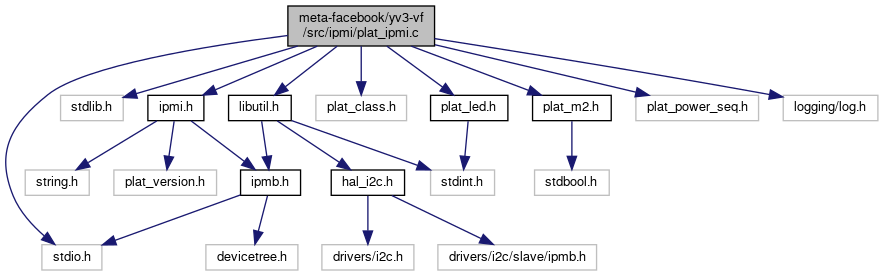 meta-facebook/yv3-vf
/src/ipmi/plat_ipmi.c
stdlib.h
ipmi.h
libutil.h
plat_class.h
plat_led.h
plat_m2.h
plat_power_seq.h
logging/log.h
string.h
plat_version.h
ipmb.h
hal_i2c.h
stdint.h
stdbool.h
stdio.h
devicetree.h
drivers/i2c.h
drivers/i2c/slave/ipmb.h